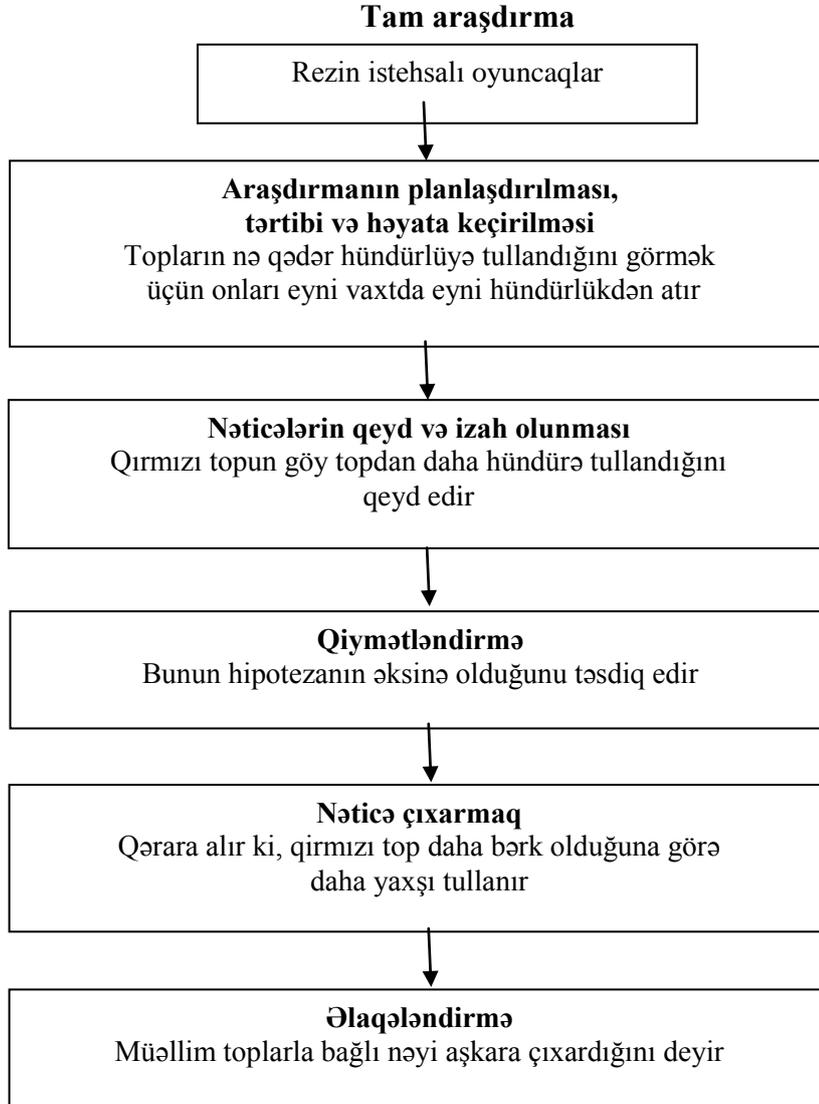 Tam araşdırma
Rezin istehsalı oyuncaqlar
Araşdırmanın planlaşdırılması,
tərtibi və həyata keçirilməsi
Topların nə qədər hündürlüyə tullandığını görmək
üçün onları eyni vaxtda eyni hündürlükdən atır
Nəticələrin qeyd və izah olunması
Qırmızı topun göy topdan daha hündürə tullandığını
qeyd edir
Qiymətləndirmə
Bunun hipotezanın əksinə olduğunu təsdiq edir
Nəticə çıxarmaq
Qərara alır ki, qirmızı top daha bərk olduğuna görə
daha yaxşı tullanır
Əlaqələndirmə
Müəllim toplarla bağlı nəyi aşkara çıxardığını deyir